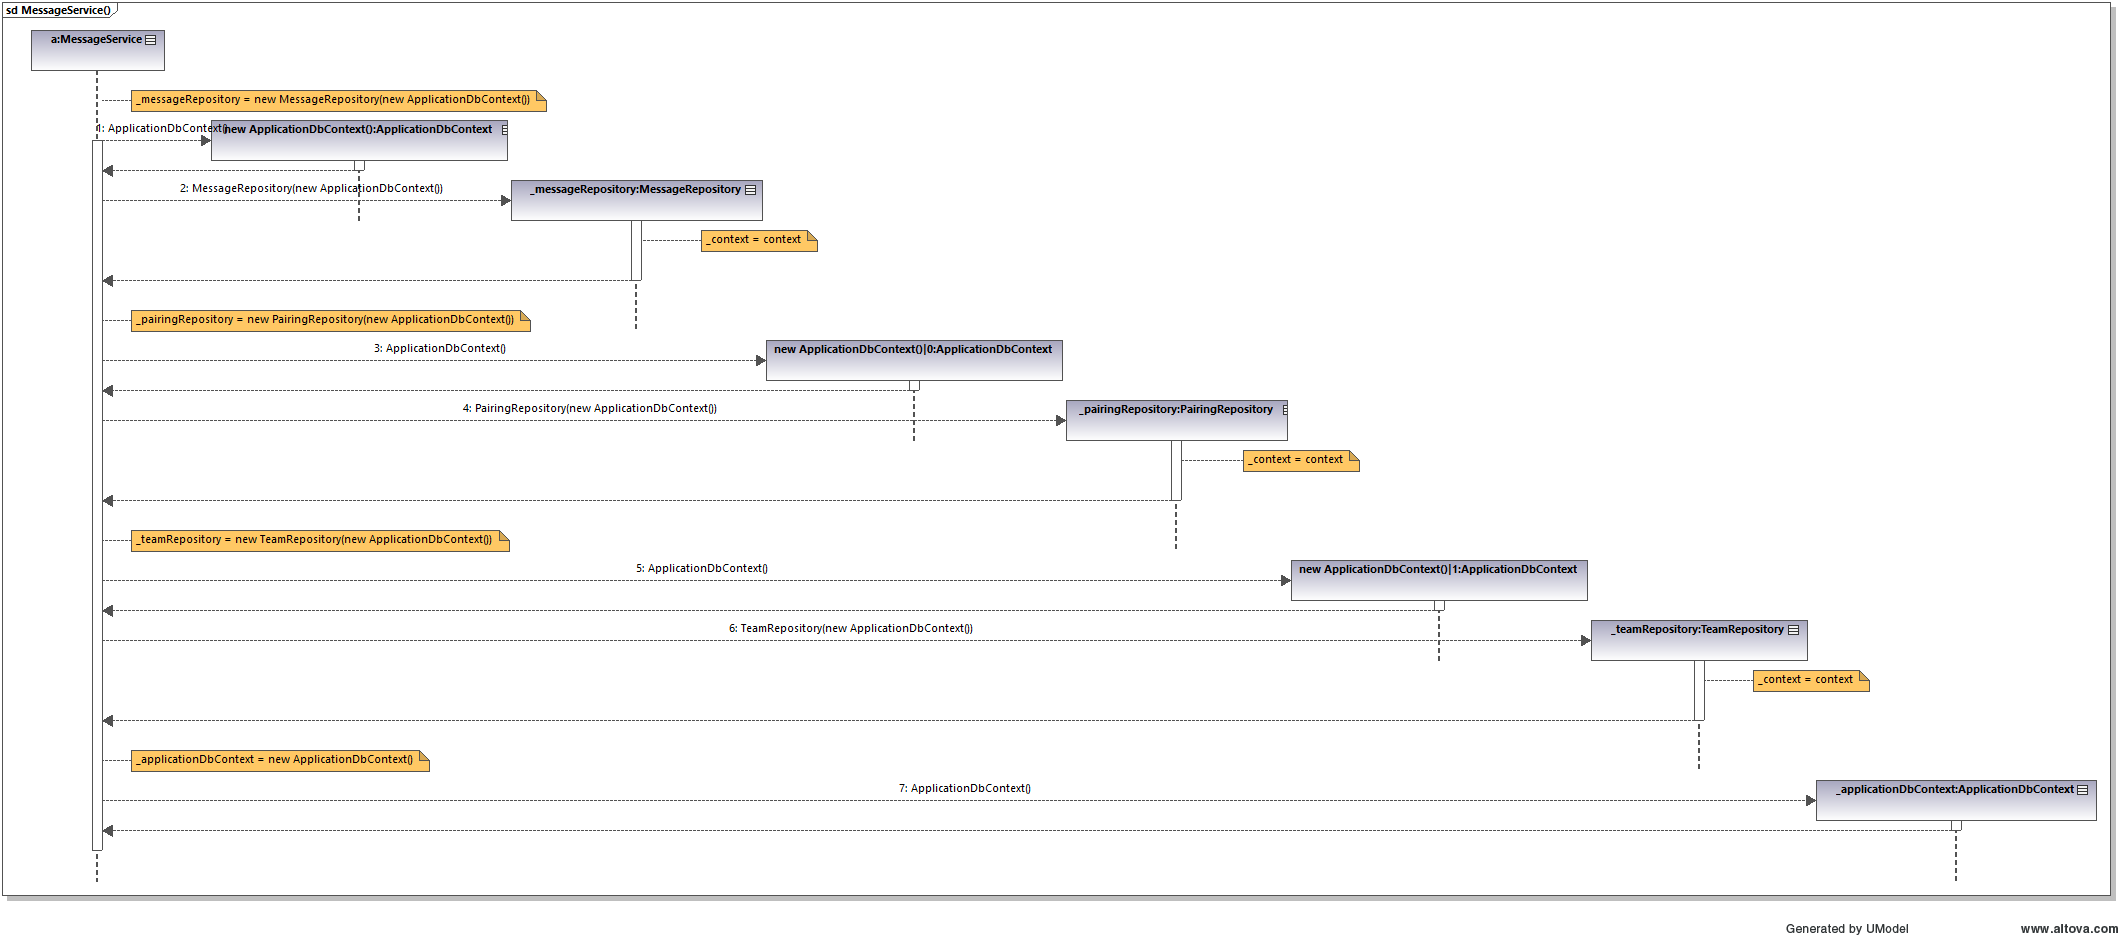 sd MessageService()
a:MessageService
_messageRepository = new MessageRepository(new ApplicationDbContext())
1: ApplicationDbContext()
new ApplicationDbContext():ApplicationDbContext
2: MessageRepository(new ApplicationDbContext())
_messageRepository:MessageRepository
_context = context
_pairingRepository = new PairingRepository(new ApplicationDbContext())
3: ApplicationDbContext()
new ApplicationDbContext()|0:ApplicationDbContext
4: PairingRepository(new ApplicationDbContext())
_pairingRepository:PairingRepository
_context = context
_teamRepository = new TeamRepository(new ApplicationDbContext())
5: ApplicationDbContext()
new ApplicationDbContext()|1:ApplicationDbContext
6: TeamRepository(new ApplicationDbContext())
_teamRepository:TeamRepository
_context = context
_applicationDbContext = new ApplicationDbContext()
7: ApplicationDbContext()
_applicationDbContext:ApplicationDbContext
Generated by UModel
www.altova.com